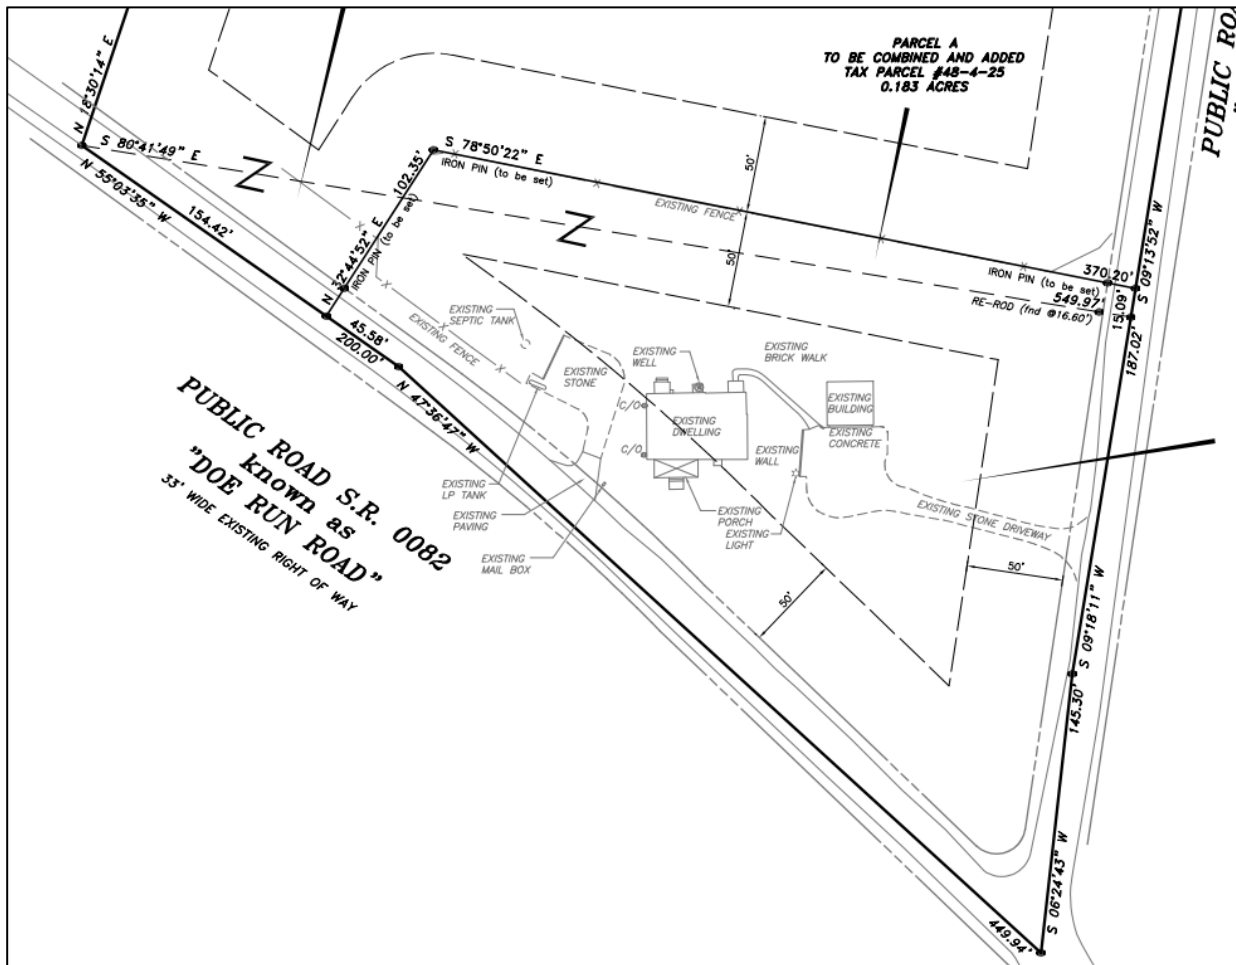 PARCEL A
TO BE COMBINED AND ADDED
TAX PARCEL #48-4-25
0.183 ACRES
PUBLIC RO
N 18°30'14" E
S 80°41'49" E
N 55°03'35" W
154.42'
Z
102.35'
S 78°50'22" E
IRON PIN (to be set)
N 32°44'52" E
IRON PIN (to be set)
EXISTING FENCE
50'
50'
Z
IRON PIN (to be set)
370.20'
549.97'
RE-ROD (fnd @16.60')
15.09'
S 09°13'52" W
187.02'
45.58'
200.00'
N 47°36'47" W
EXISTING FENCE
EXISTING
SEPTIC TANK
EXISTING
STONE
EXISTING
WELL
EXISTING
BRICK WALK
C/O
C/O
EXISTING
DWELLING
EXISTING
BUILDING
EXISTING
CONCRETE
EXISTING
WALL
EXISTING
LP TANK
EXISTING
PAVING
EXISTING
MAIL BOX
EXISTING
PORCH
EXISTING
LIGHT
EXISTING STONE DRIVEWAY
50'
50'
S 09°18'11" W
145.30'
S 06°24'43" W
449.94'
PUBLIC ROAD S.R. 0082
known as
"DOE RUN ROAD"
33' WIDE EXISTING RIGHT OF WAY